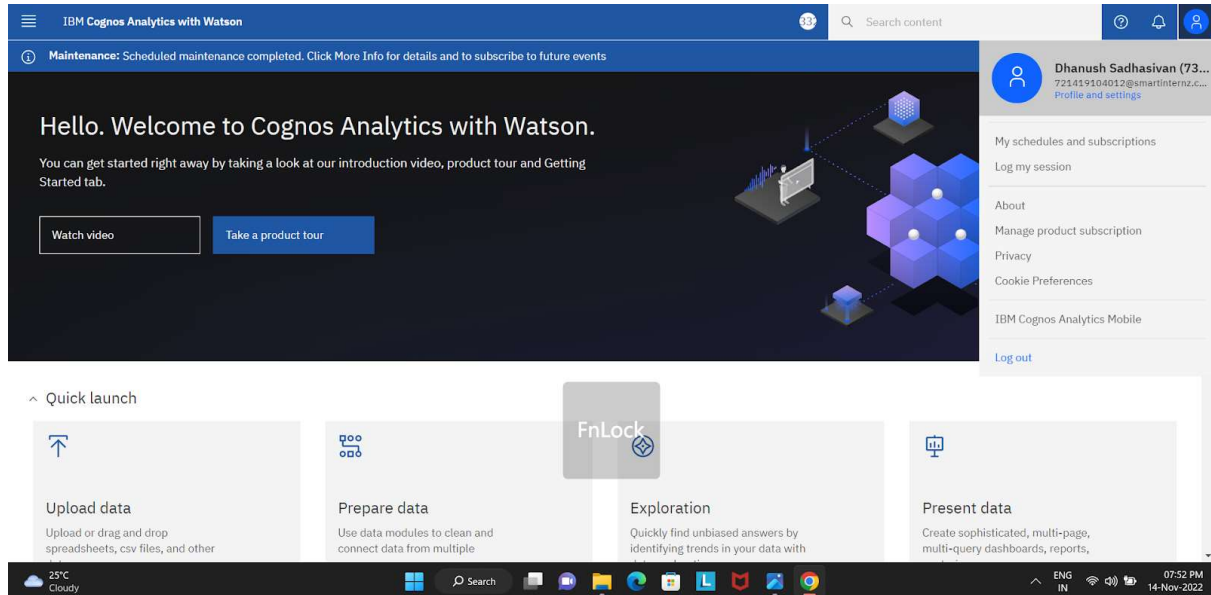 IBM Cognos Analytics with Watson
Search content
Maintenance: Scheduled maintenance completed. Click More Info for details and to subscribe to future events
Dhanush Sadhasivan (73...
721419104012@smartinternz.c...
Profile and settings
My schedules and subscriptions
Log my session
About
Manage product subscription
Privacy
Cookie Preferences
IBM Cognos Analytics Mobile
Log out
Hello. Welcome to Cognos Analytics with Watson.
You can get started right away by taking a look at our introduction video, product tour and Getting
Started tab.
Watch video
Take a product tour
Quick launch
FnLock
Upload data
Upload or drag and drop
spreadsheets, csv files, and other
Prepare data
Use data modules to clean and
connect data from multiple
Exploration
Quickly find unbiased answers by
identifying trends in your data with
Present data
Create sophisticated, multi-page,
multi-query dashboards, reports,
25°C
Cloudy
Search
ENG
IN
07:52 PM
14-Nov-2022